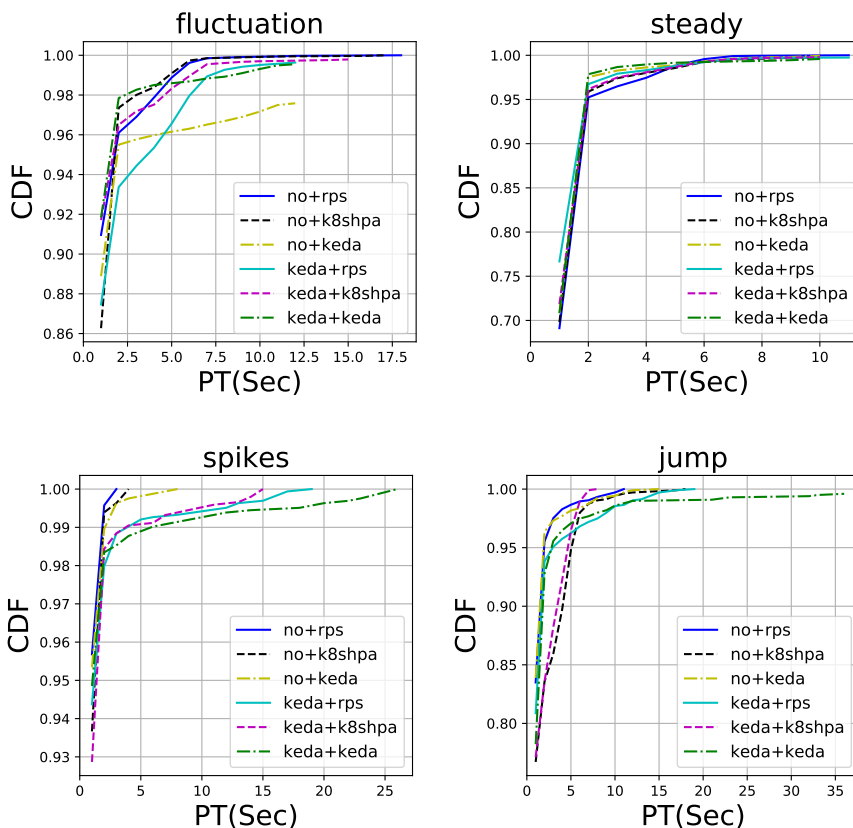 fluctuation
1.00
0.98
0.96
0.94
0.92
0.90
0.88
0.86
CDF
no+rps
no+k8shpa
no+keda
keda+rps
keda+k8shpa
keda+keda
0.0 2.5 5.0 7.5 10.0 12.5 15.0 17.5
PT(Sec)
steady
1.00
0.95
0.90
0.85
0.80
0.75
0.70
CDF
no+rps
no+k8shpa
no+keda
keda+rps
keda+k8shpa
keda+keda
0 2 4 6 8 10
PT(Sec)
spikes
1.00
0.99
0.98
0.97
0.96
0.95
0.94
0.93
CDF
no+rps
no+k8shpa
no+keda
keda+rps
keda+k8shpa
keda+keda
0 5 10 15 20 25
PT(Sec)
jump
1.00
0.95
0.90
0.85
0.80
CDF
no+rps
no+k8shpa
no+keda
keda+rps
keda+k8shpa
keda+keda
0 5 10 15 20 25 30 35
PT(Sec)